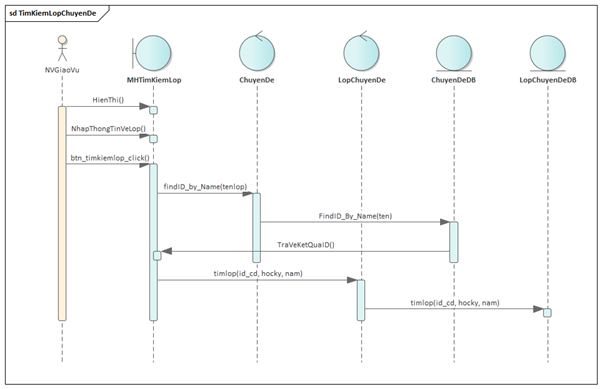 sd TimKiemLopChuyenDe
NVGiaoVu
MHTimKiemLop
ChuyenDe
LopChuyenDe
ChuyenDeDB
LopChuyenDeDB
HienThi()
NhapThongTinVeLop()
btn_timkiemlop_click()
findID_by_Name(tenlop)
FindID_By_Name(ten)
TraVeKetQuaID()
timlop(id_cd, hocky, nam)
timlop(id_cd, hocky, nam)